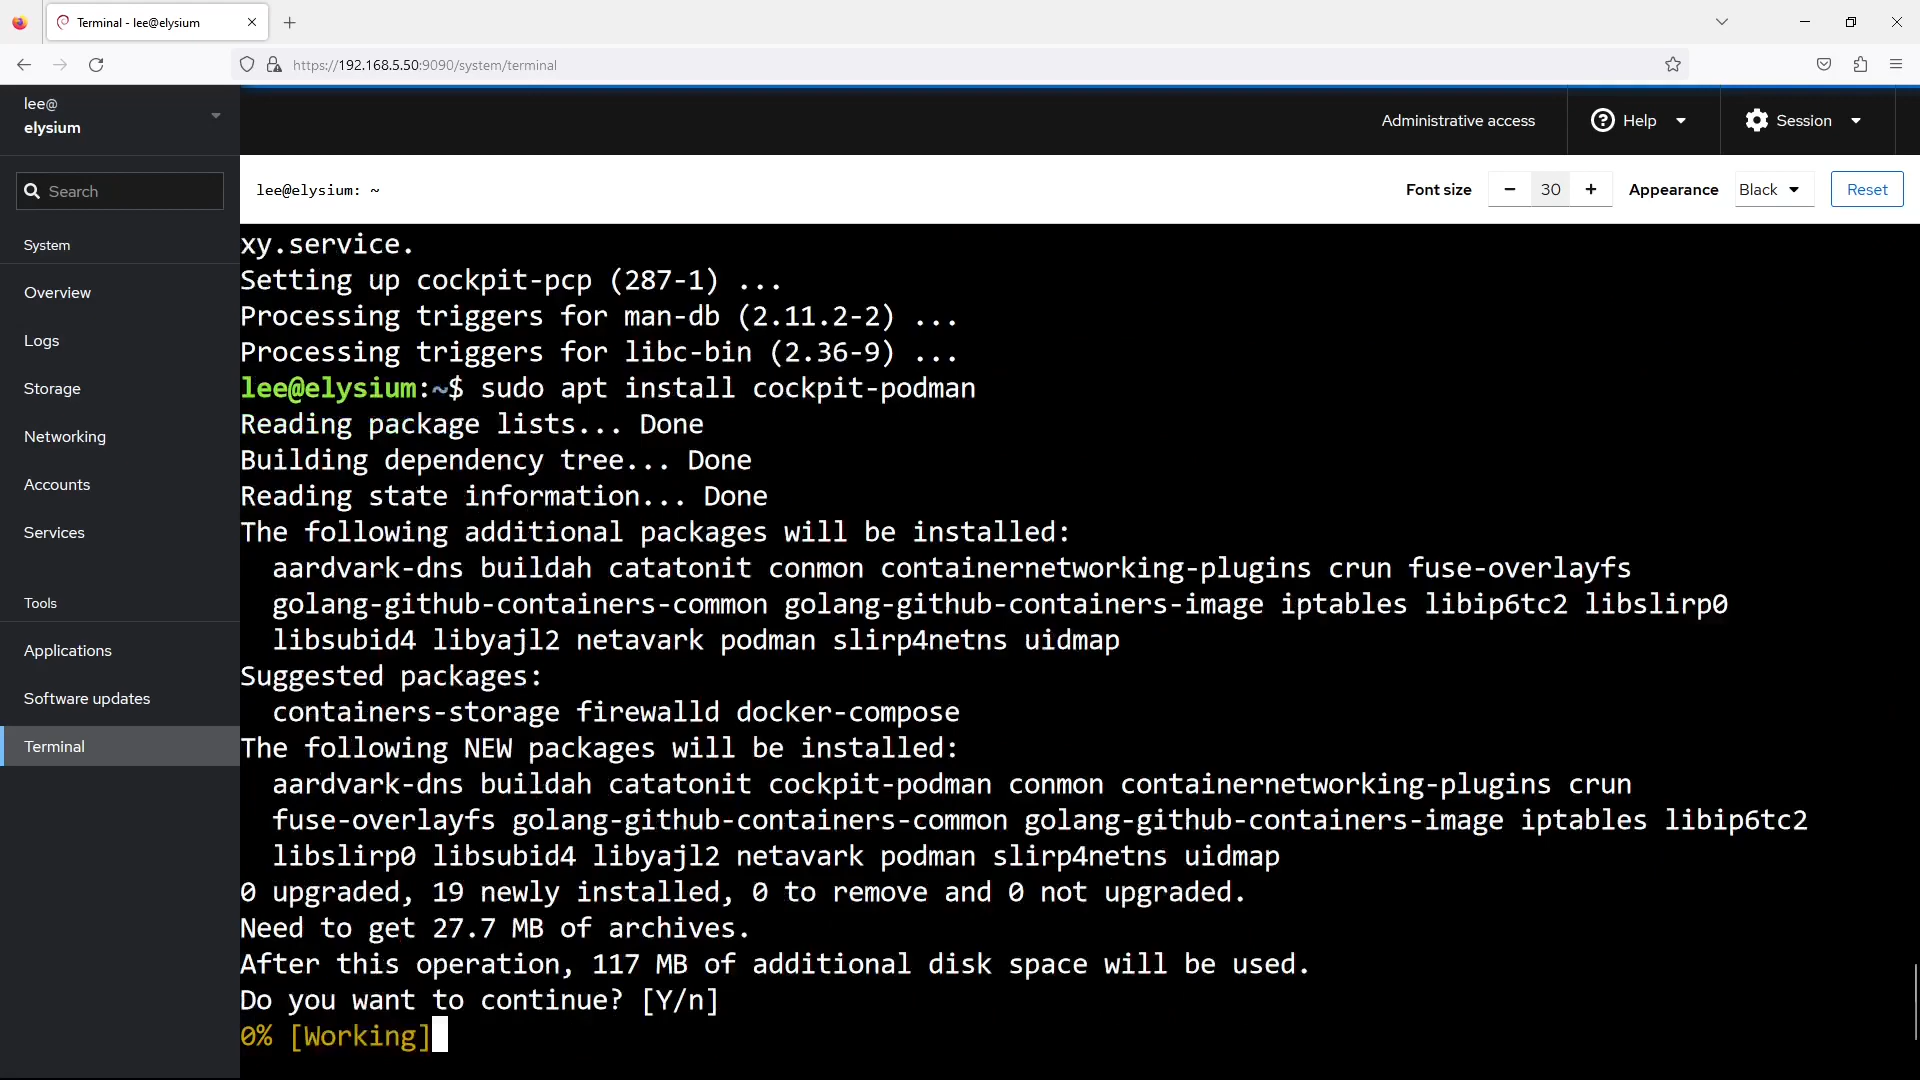 Terminal - lee@elysium
https://192.168.5.50:9090/system/terminal
lee@
elysium
Administrative access
Help
Session
Search
lee@elysium: ~
Font size
30
Appearance
Black
Reset
System
Overview
Logs
Storage
Networking
Accounts
Services
Tools
Applications
Software updates
Terminal
xy.service.
Setting up cockpit-pcp (287-1) ...
Processing triggers for man-db (2.11.2-2) ...
Processing triggers for libc-bin (2.36-9) ...
lee@elysium:~$ sudo apt install cockpit-podman
Reading package lists... Done
Building dependency tree... Done
Reading state information... Done
The following additional packages will be installed:
aardvark-dns buildah catatonit conmon containernetworking-plugins crun fuse-overlayfs
golang-github-containers-common golang-github-containers-image iptables libip6tc2 libslirp0
libsubid4 libyajl2 netavark podman slirp4netns uidmap
Suggested packages:
containers-storage firewalld docker-compose
The following NEW packages will be installed:
aardvark-dns buildah catatonit cockpit-podman conmon containernetworking-plugins crun
fuse-overlayfs golang-github-containers-common golang-github-containers-image iptables libip6tc2
libslirp0 libsubid4 libyajl2 netavark podman slirp4netns uidmap
0 upgraded, 19 newly installed, 0 to remove and 0 not upgraded.
Need to get 27.7 MB of archives.
After this operation, 117 MB of additional disk space will be used.
Do you want to continue? [Y/n]
0% [Working]